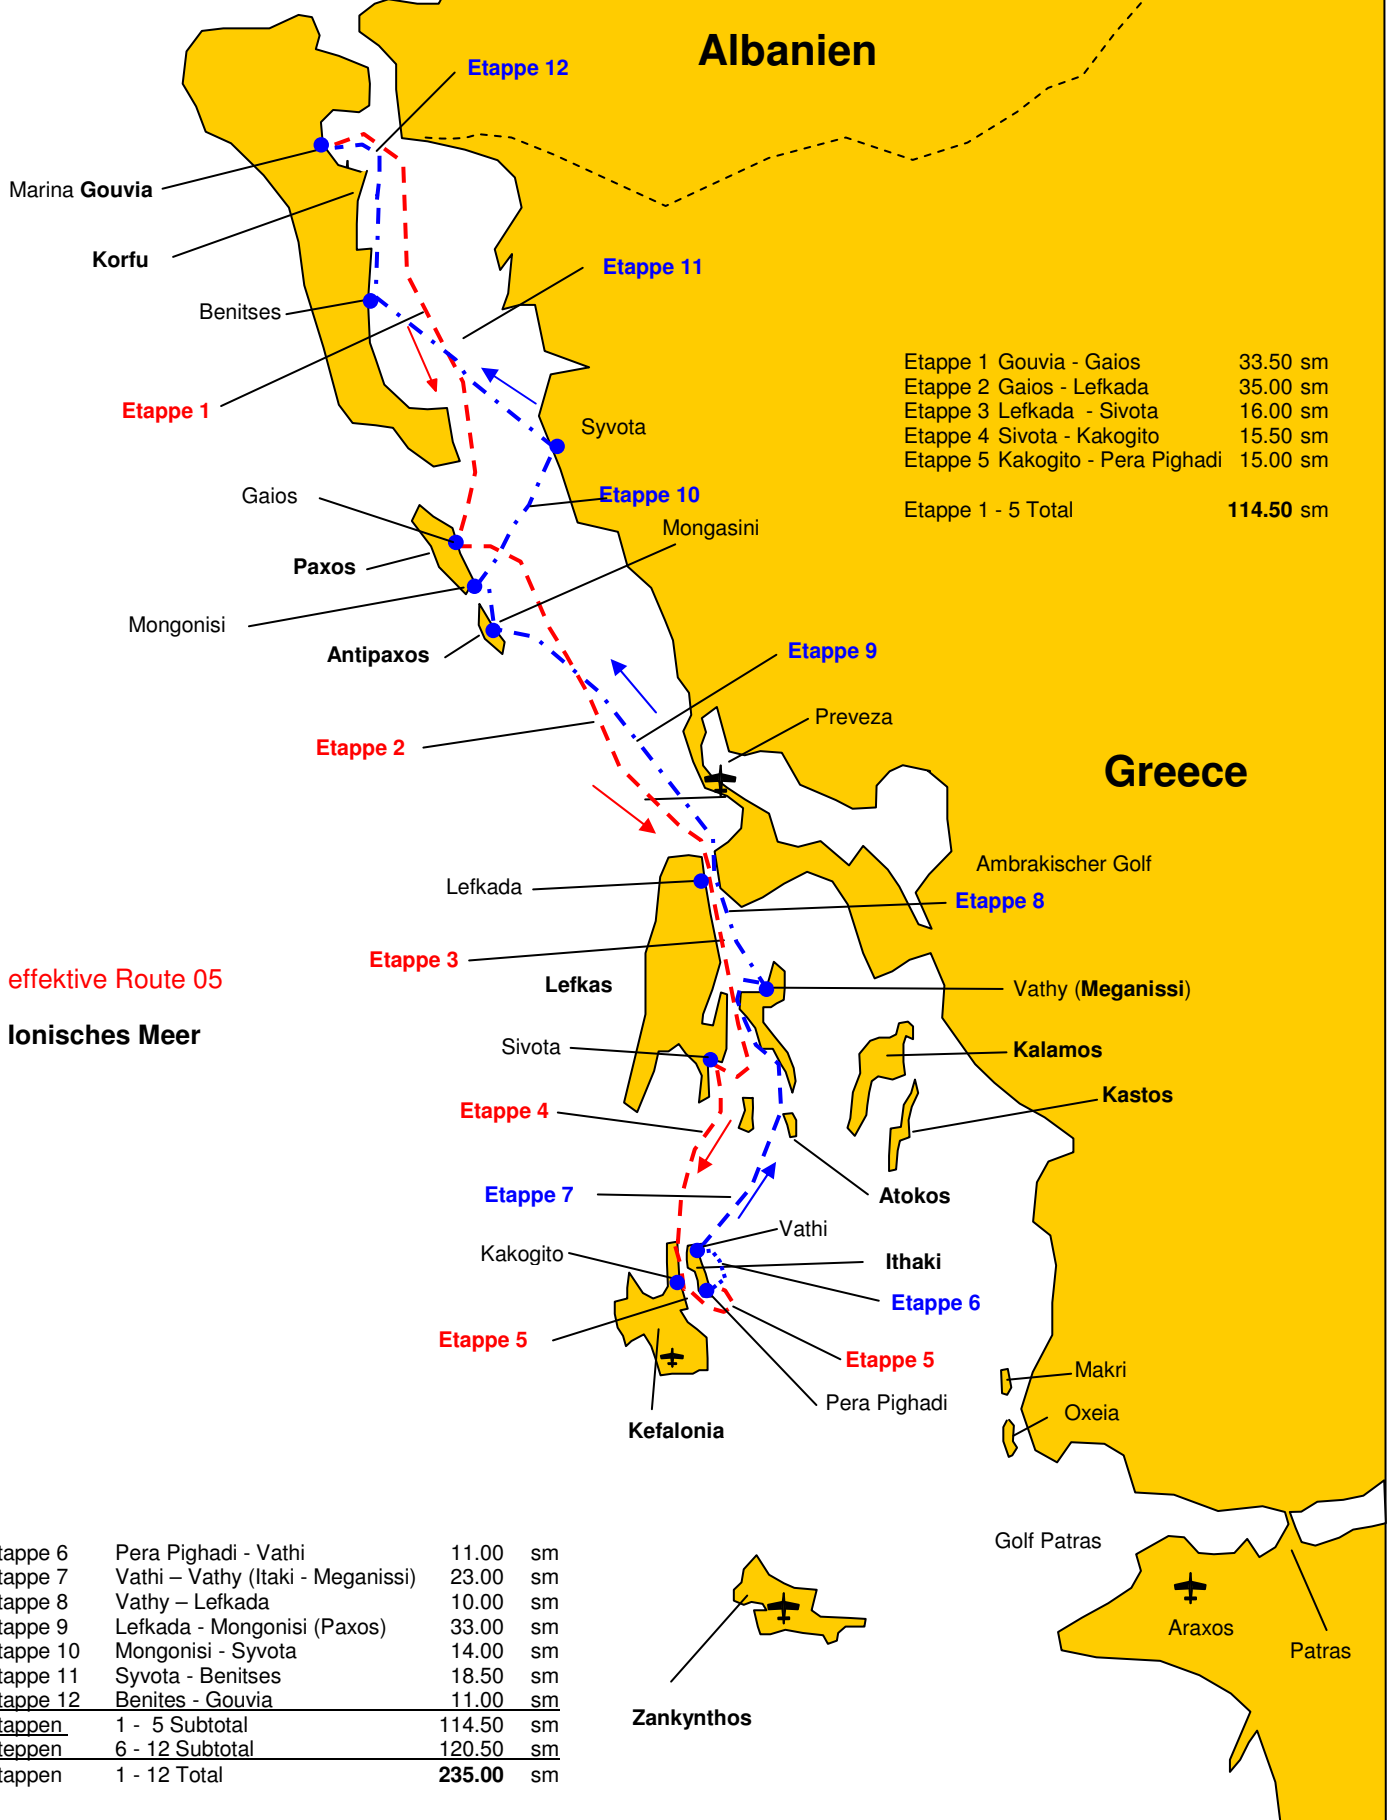 Albanien
Etappe 12
Marina Gouvia
Korfu
Etappe 11
Benitses
Etappe 1 Gouvia - Gaios 33.50 sm
Etappe 2 Gaios - Lefkada 35.00 sm
Etappe 3 Lefkada - Sivota 16.00 sm
Etappe 4 Sivota - Kakogito 15.50 sm
Etappe 5 Kakogito - Pera Pighadi 15.00 sm
Etappe 1 - 5 Total 114.50 sm
Etappe 1
Syvota
Gaios
Etappe 10
Mongasini
Paxos
Mongonisi
Antipaxos
Etappe 9
Preveza
Etappe 2
Greece
Ambrakischer Golf
Lefkada
Etappe 8
Etappe 3
effektive Route 05
Lefkas
Vathy (Meganissi)
Ionisches Meer
Sivota
Kalamos
Kastos
Etappe 4
Etappe 7
Atokos
Vathi
Kakogito
Ithaki
Etappe 6
Etappe 5
Etappe 5
Makri
Pera Pighadi
Oxeia
Kefalonia
Golf Patras
tappe 6 Pera Pighadi - Vathi 11.00 sm
tappe 7 Vathi – Vathy (Itaki - Meganissi) 23.00 sm
tappe 8 Vathy – Lefkada 10.00 sm
tappe 9 Lefkada - Mongonisi (Paxos) 33.00 sm
tappe 10 Mongonisi - Syvota 14.00 sm
tappe 11 Syvota - Benitses 18.50 sm
tappe 12 Benites - Gouvia 11.00 sm
tappen 1 - 5 Subtotal 114.50 sm
teppen 6 - 12 Subtotal 120.50 sm
tappen 1 - 12 Total 235.00 sm
Araxos
Patras
Zankynthos